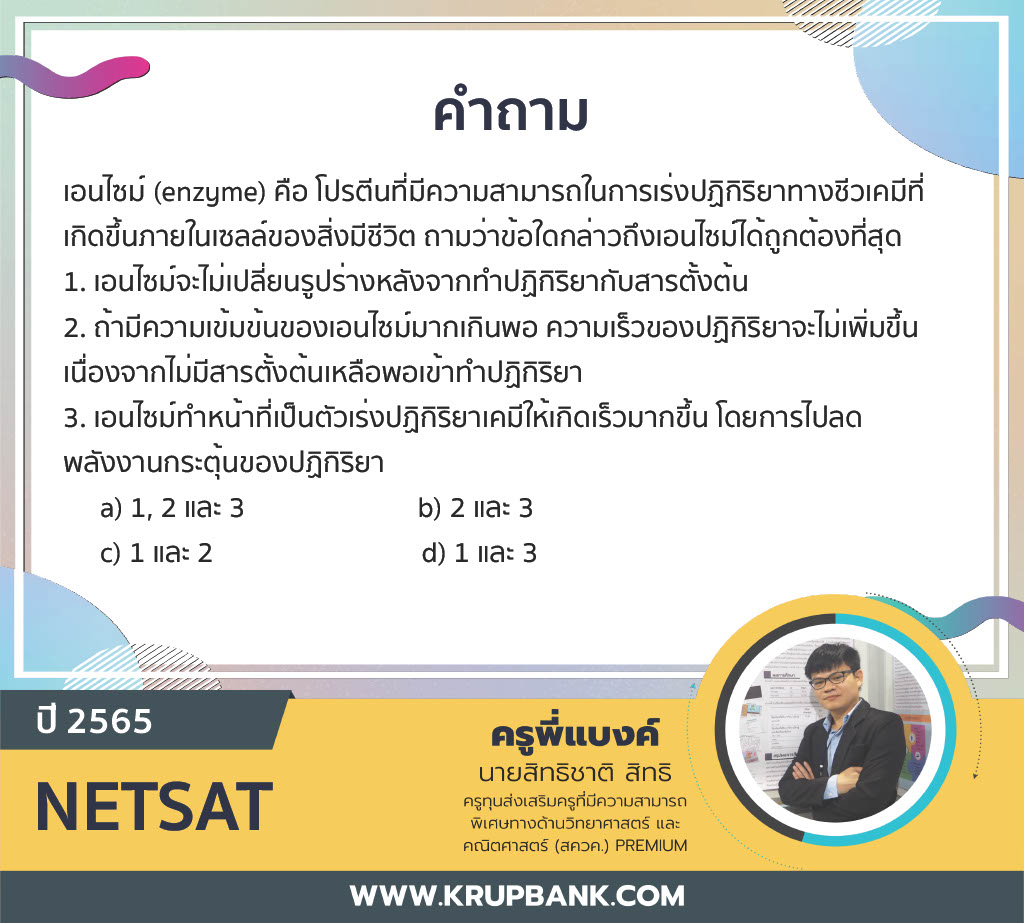 คำถาม
เอนไซม์ (enzyme) คือ โปรตีนที่มีความสามารถในการเร่งปฏิกิริยาทางชีวเคมีที่
เกิดขึ้นภายในเซลล์ของสิ่งมีชีวิต ถามว่าข้อใดกล่าวถึงเอนไซม์ได้ถูกต้องที่สุด
1. เอนไซม์จะไม่เปลี่ยนรูปร่างหลังจากทำปฏิกิริยากับสารตั้งต้น
2. ถ้ามีความเข้มข้นของเอนไซม์มากเกินพอ ความเร็วของปฏิกิริยาจะไม่เพิ่มขึ้น
เนื่องจากไม่มีสารตั้งต้นเหลือพอเข้าทำปฏิกิริยา
3. เอนไซม์ทำหน้าที่เป็นตัวเร่งปฏิกิริยาเคมีให้เกิดเร็วมากขึ้น โดยการไปลด
พลังงานกระตุ้นของปฏิกิริยา
a) 1, 2 และ 3 b) 2 และ 3
c) 1 และ 2 d) 1 และ 3
ปี 2565
NETSAT
ครูพี่แบงค์
นายสิทธิชาติ สิทธิ
ครูทุนส่งเสริมครูที่มีความสามารถ
พิเศษทางด้านวิทยาศาสตร์ และ
คณิตศาสตร์ (สควค.) PREMIUM
WWW.KRUPBANK.COM